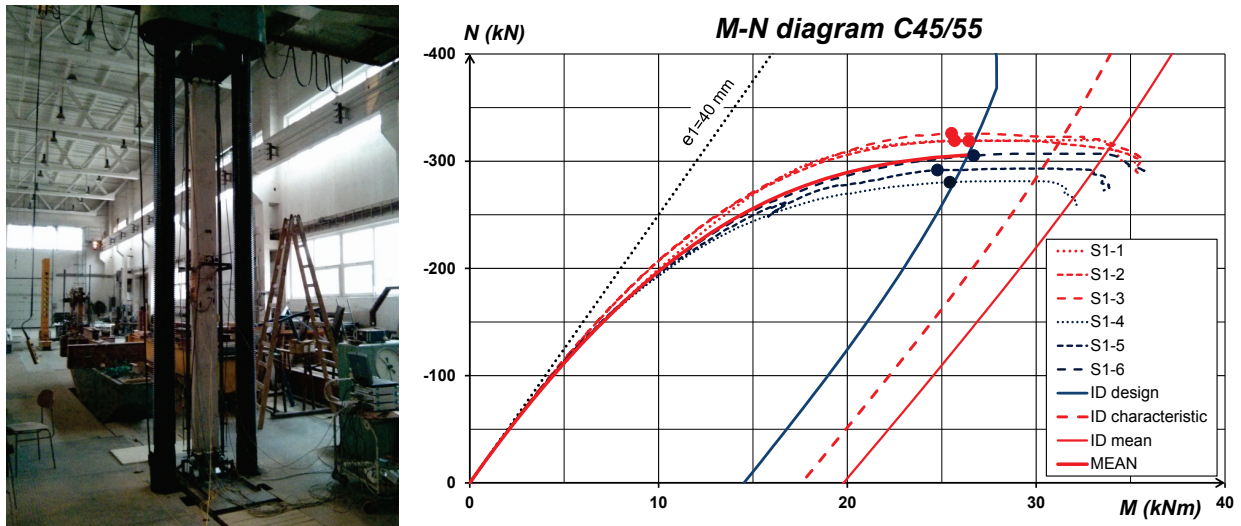 M-N diagram C45/55
N (kN)
-400
-300
-200
-100
0
e1=40 mm
S1-1
S1-2
S1-3
S1-4
S1-5
S1-6
ID design
ID characteristic
ID mean
MEAN
0
10
20
30
40
M (kNm)